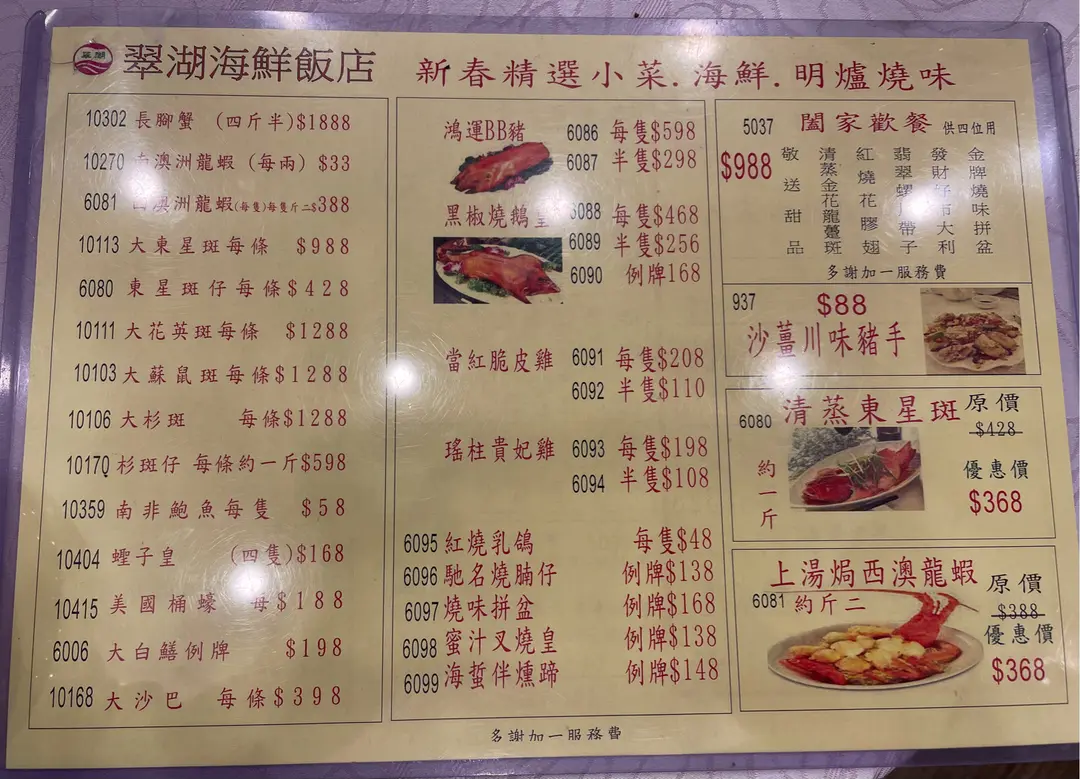 翠湖
翠湖海鮮飯店
新春精選小菜.海鮮.明爐燒味
10302 長腳蟹 (四斤半)$1888
10270 澳洲龍蝦 (每兩) $33
6081 澳洲龍蝦(每隻)每隻斤二$388
10113 大東星斑每條 $988
6080 東星斑仔每條$428
10111 大花英斑每條 $1288
10103 大蘇鼠斑每條$1288
10106 大杉斑 每條$1288
10170 杉斑仔 每條約一斤$598
10359 南非鮑魚每隻 $58
10404 蟶子皇 (四隻)$168
10415 美國桶蠔 每$188
6006 大白鱔例牌 $198
10168 大沙巴 每條$398
鴻運BB豬 6086 每隻$598
6087 半隻$298
黑椒燒鵝皇 6088 每隻$468
6089 半隻$256
6090 例牌168
當紅脆皮雞 6091 每隻$208
6092 半隻$110
瑤柱貴妃雞 6093 每隻$198
6094 半隻$108
6095 紅燒乳鴿 每隻$48
6096 馳名燒腩仔 例牌$138
6097 燒味拼盆 例牌$168
6098 蜜汁叉燒皇 例牌$138
6099 海蜇伴燻蹄 例牌$148
5037 闔家歡餐 供四位用
$988
金牌燒味拼盆
發財好市大利
翡翠螺帶子
紅燒花膠翅
清蒸金花龍躉斑
敬送甜品
多謝加一服務費
937 $88
沙薑川味豬手
6080 清蒸東星斑
約一斤
原價
$428
優惠價
$368
上湯焗西澳龍蝦
6081 約斤二
原價
$388
優惠價
$368
多謝加一服務費